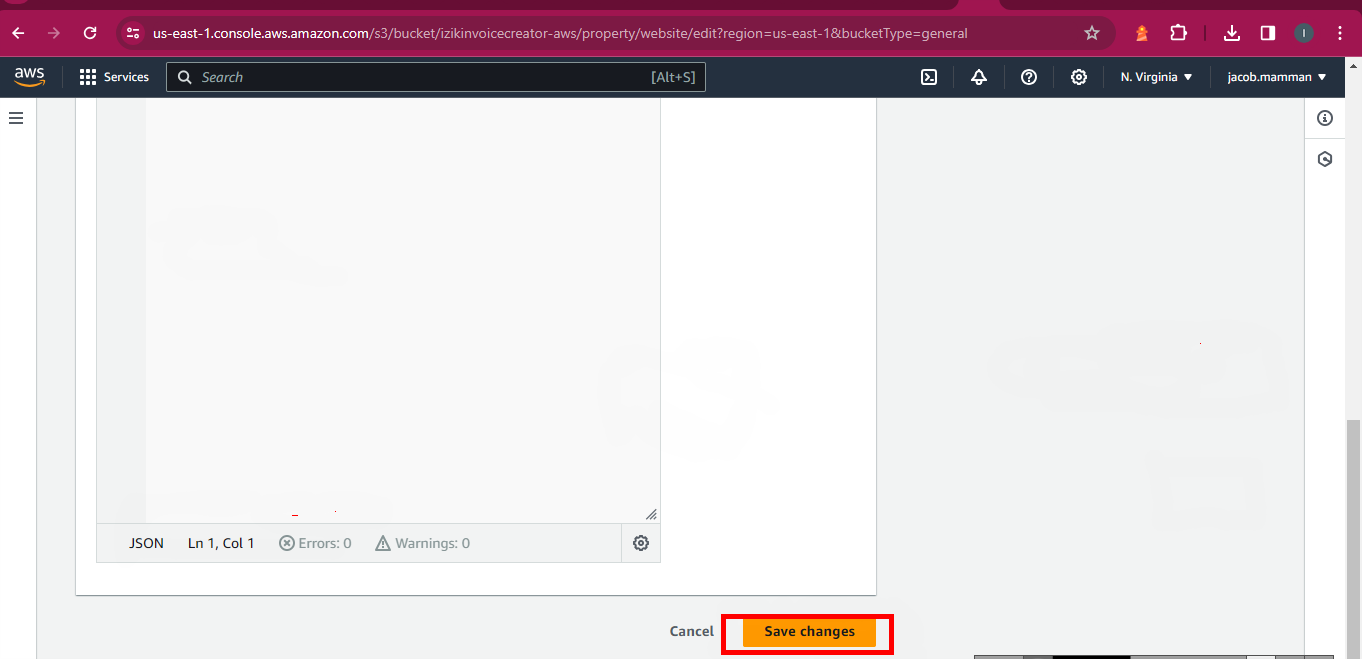 us-east-1.console.aws.amazon.com/s3/bucket/izikinvoicecreator-aws/property/website/edit?region=us-east-1&bucketType=general
I
aws
Services
Search
[Alt+S]
N. Virginia
jacob.mamman
JSON
Ln 1, Col 1
Errors: 0
Warnings: 0
Cancel
Save changes